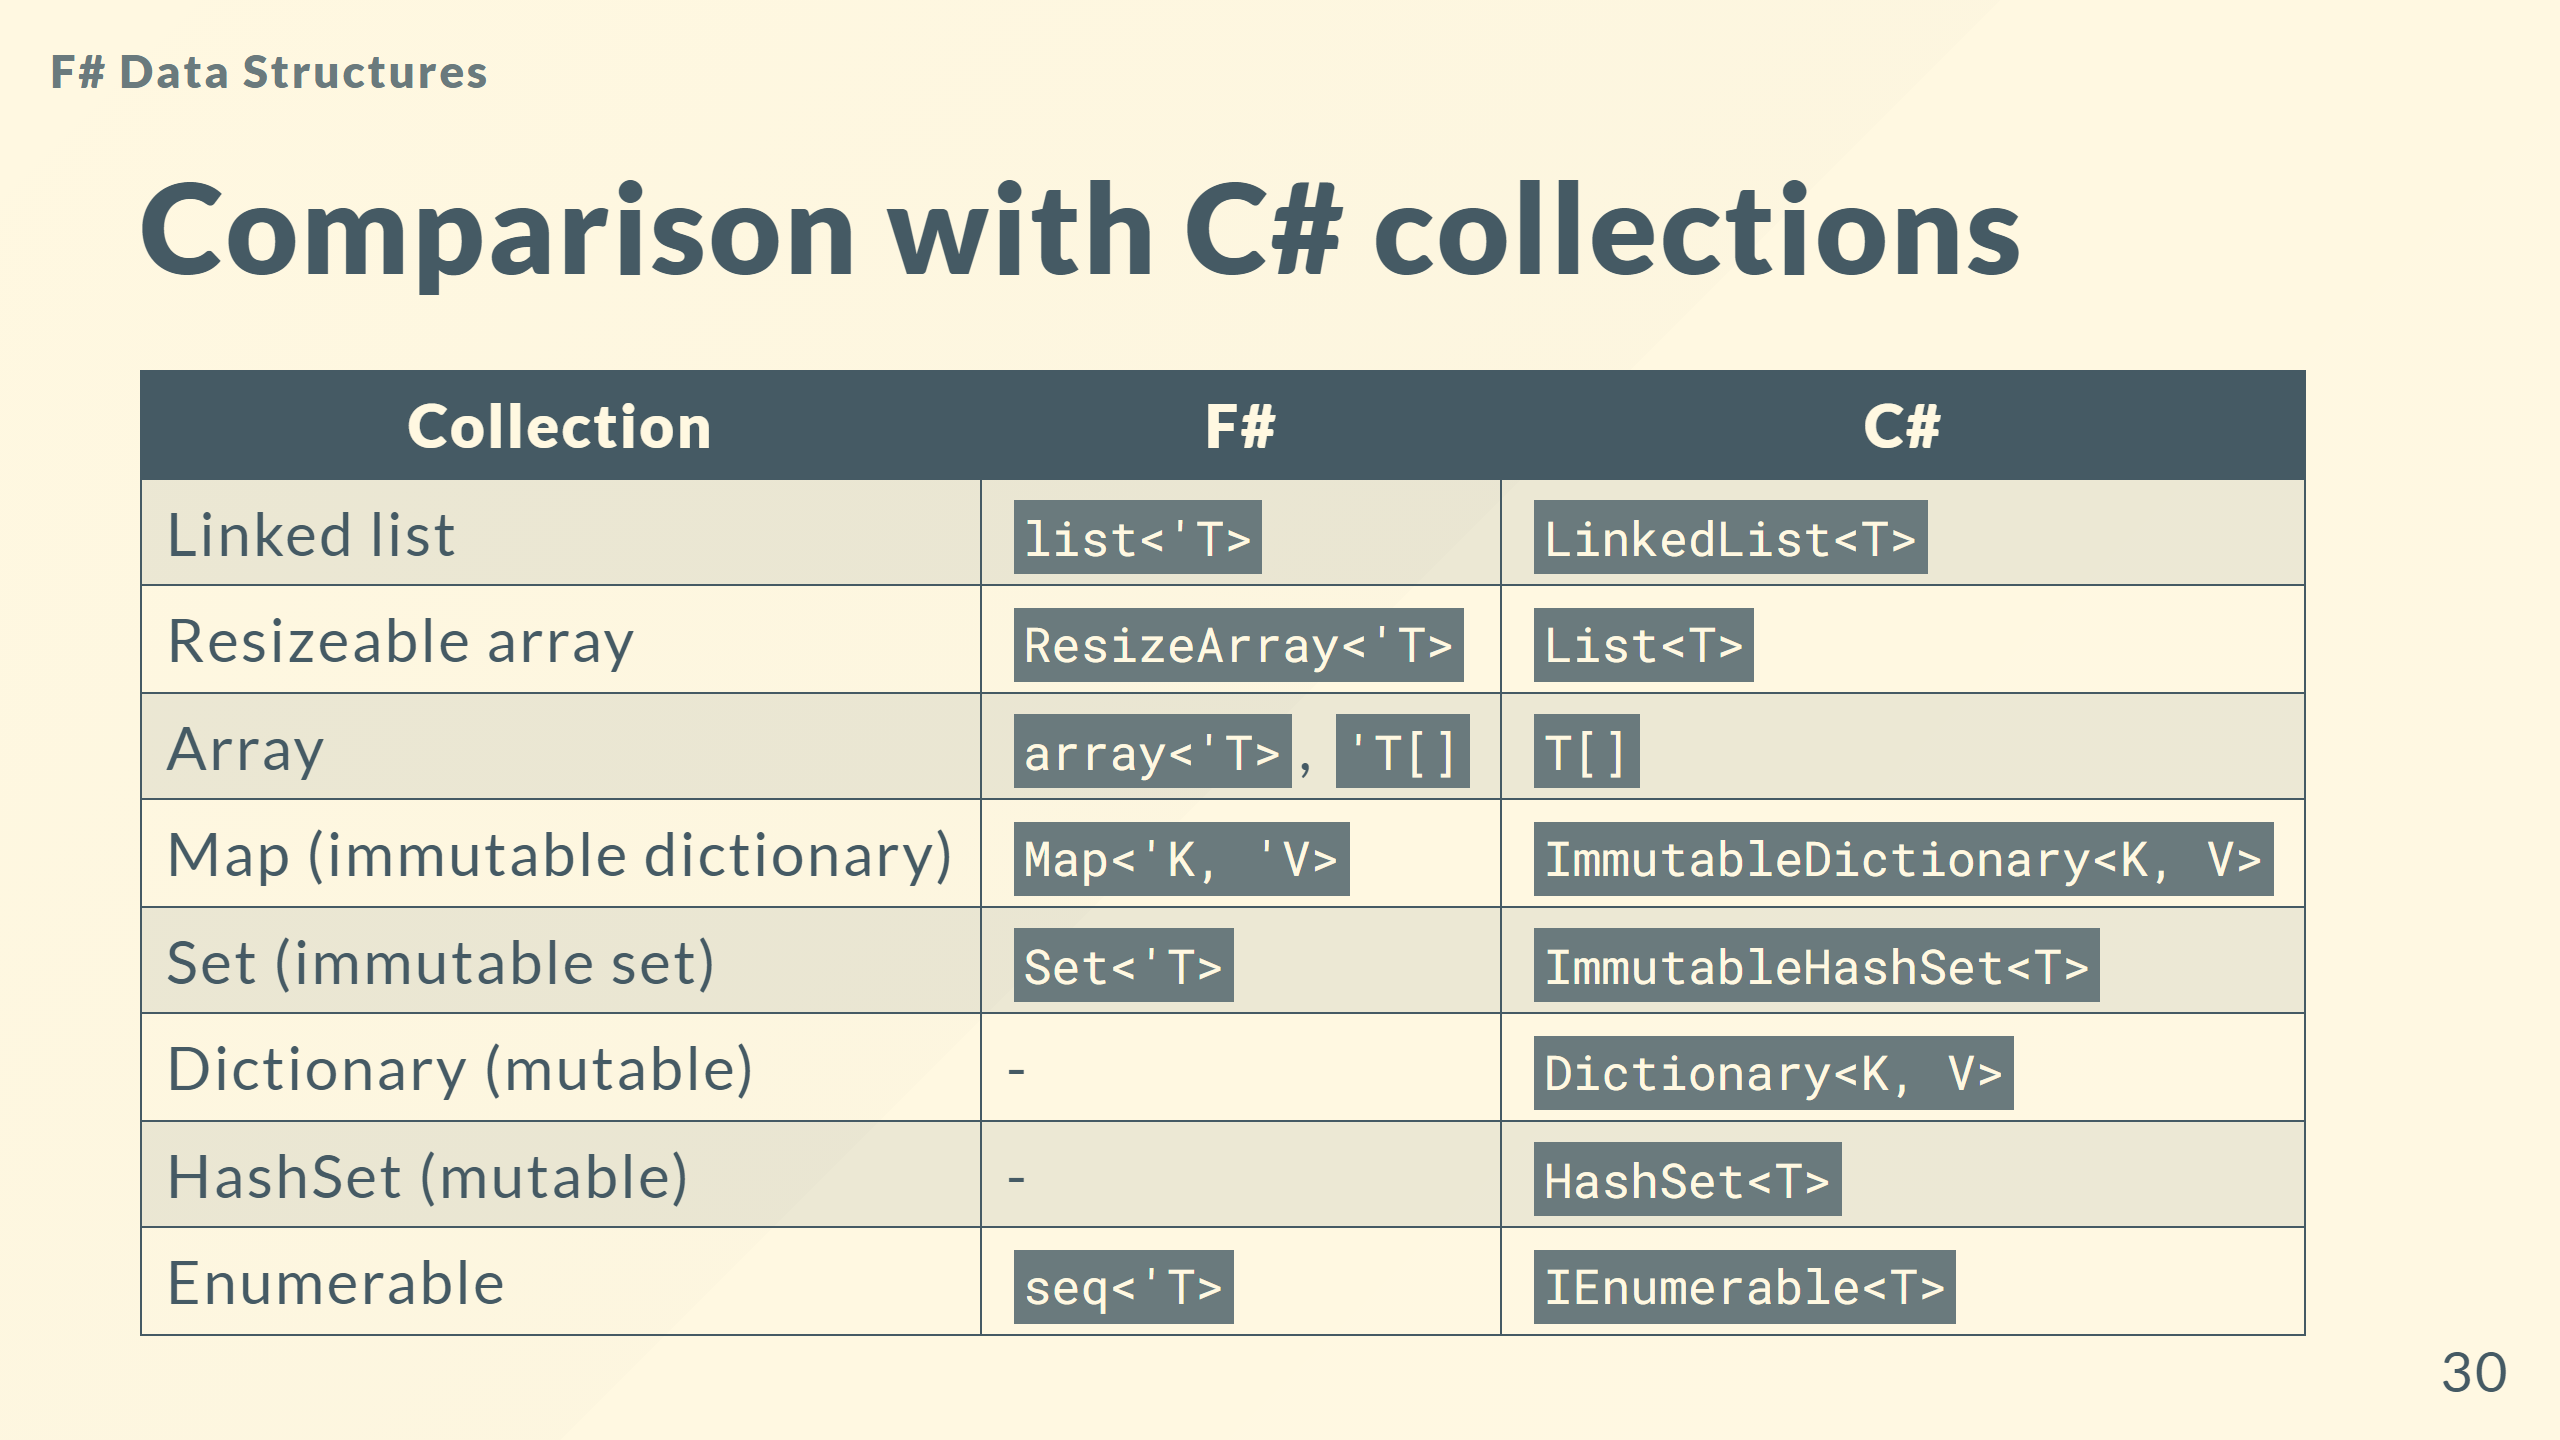 F# Data Structures
Comparison with C# collections
Collection F# C#
Linked list list<'T> LinkedList<T>
Resizeable array ResizeArray<'T> List<T>
Array array<'T>, 'T[] T[]
Map (immutable dictionary) Map<'K, 'V> ImmutableDictionary<K, V>
Set (immutable set) Set<'T> ImmutableHashSet<T>
Dictionary (mutable) - Dictionary<K, V>
HashSet (mutable) - HashSet<T>
Enumerable seq<'T> IEnumerable<T>
30